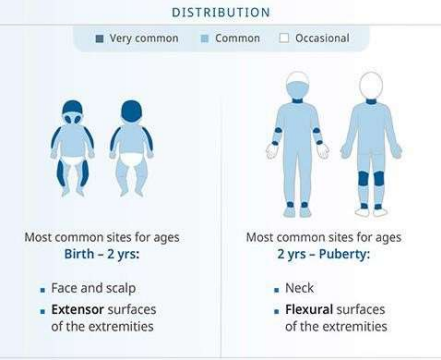 DISTRIBUTION
Very common Common Occasional
Most common sites for ages
Birth – 2 yrs:
Face and scalp
Extensor surfaces
of the extremities
Most common sites for ages
2 yrs – Puberty:
Neck
Flexural surfaces
of the extremities